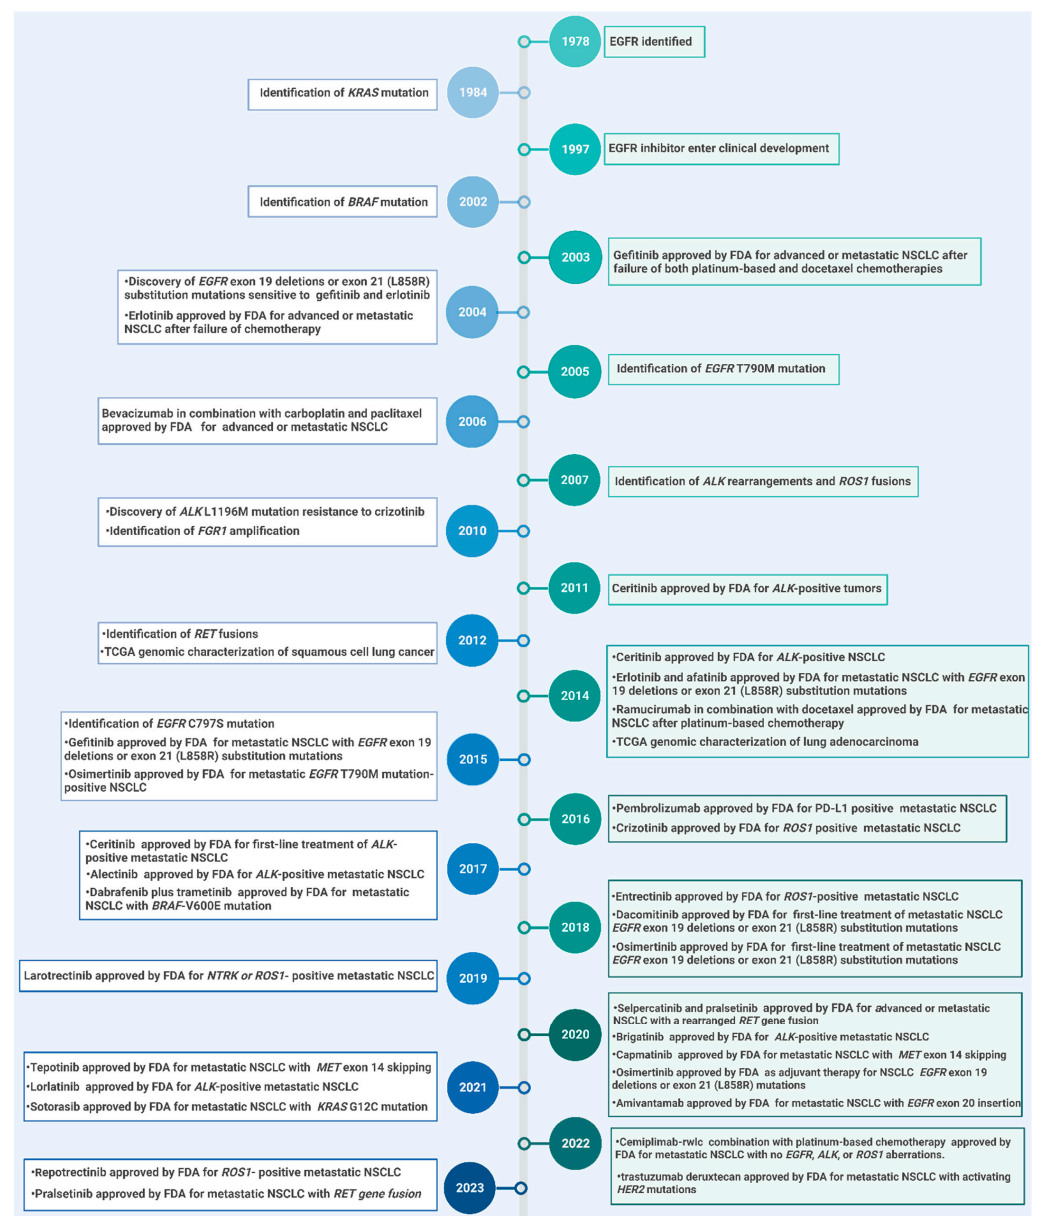 1978
EGFR identified
Identification of KRAS mutation
1984
1997
EGFR inhibitor enter clinical development
Identification of BRAF mutation
2002
2003
Gefitinib approved by FDA for advanced or metastatic NSCLC after
failure of both platinum-based and docetaxel chemotherapies
•Discovery of EGFR exon 19 deletions or exon 21 (L858R)
substitution mutations sensitive to gefitinib and erlotinib
•Erlotinib approved by FDA for advanced or metastatic
NSCLC after failure of chemotherapy
2004
2005
Identification of EGFR T790M mutation
Bevacizumab in combination with carboplatin and paclitaxel
approved by FDA for advanced or metastatic NSCLC
2006
2007
Identification of ALK rearrangements and ROS1 fusions
•Discovery of ALK L1196M mutation resistance to crizotinib
•Identification of FGR1 amplification
2010
2011
Ceritinib approved by FDA for ALK-positive tumors
•Identification of RET fusions
•TCGA genomic characterization of squamous cell lung cancer
2012
2014
•Ceritinib approved by FDA for ALK-positive NSCLC
•Erlotinib and afatinib approved by FDA for metastatic NSCLC with EGFR exon
19 deletions or exon 21 (L858R) substitution mutations
•Ramucirumab in combination with docetaxel approved by FDA for metastatic
NSCLC after platinum-based chemotherapy
•TCGA genomic characterization of lung adenocarcinoma
•Identification of EGFR C797S mutation
•Gefitinib approved by FDA for metastatic NSCLC with EGFR exon 19
deletions or exon 21 (L858R) substitution mutations
•Osimertinib approved by FDA for metastatic EGFR T790M mutation-
positive NSCLC
2015
2016
•Pembrolizumab approved by FDA for PD-L1 positive metastatic NSCLC
•Crizotinib approved by FDA for ROS1 positive metastatic NSCLC
•Ceritinib approved by FDA for first-line treatment of ALK-
positive metastatic NSCLC
•Alectinib approved by FDA for ALK-positive metastatic NSCLC
•Dabrafenib plus trametinib approved by FDA for metastatic
NSCLC with BRAF-V600E mutation
2017
2018
•Entrectinib approved by FDA for ROS1-positive metastatic NSCLC
•Dacomitinib approved by FDA for first-line treatment of metastatic NSCLC
EGFR exon 19 deletions or exon 21 (L858R) substitution mutations
•Osimertinib approved by FDA for first-line treatment of metastatic NSCLC
EGFR exon 19 deletions or exon 21 (L858R) substitution mutations
Larotrectinib approved by FDA for NTRK or ROS1- positive metastatic NSCLC
2019
2020
•Selpercatinib and pralsetinib approved by FDA for advanced or metastatic
NSCLC with a rearranged RET gene fusion
•Brigatinib approved by FDA for ALK-positive metastatic NSCLC
•Capmatinib approved by FDA for metastatic NSCLC with MET exon 14 skipping
•Osimertinib approved by FDA as adjuvant therapy for NSCLC EGFR exon 19
deletions or exon 21 (L858R) mutations
•Amivantamab approved by FDA for metastatic NSCLC with EGFR exon 20 insertion
•Tepotinib approved by FDA for metastatic NSCLC with MET exon 14 skipping
•Lorlatinib approved by FDA for ALK-positive metastatic NSCLC
•Sotorasib approved by FDA for metastatic NSCLC with KRAS G12C mutation
2021
2022
•Cemiplimab-rwlc combination with platinum-based chemotherapy approved by
FDA for metastatic NSCLC with no EGFR, ALK, or ROS1 aberrations.
•trastuzumab deruxtecan approved by FDA for metastatic NSCLC with activating
HER2 mutations
•Repotrectinib approved by FDA for ROS1- positive metastatic NSCLC
•Pralsetinib approved by FDA for metastatic NSCLC with RET gene fusion
2023